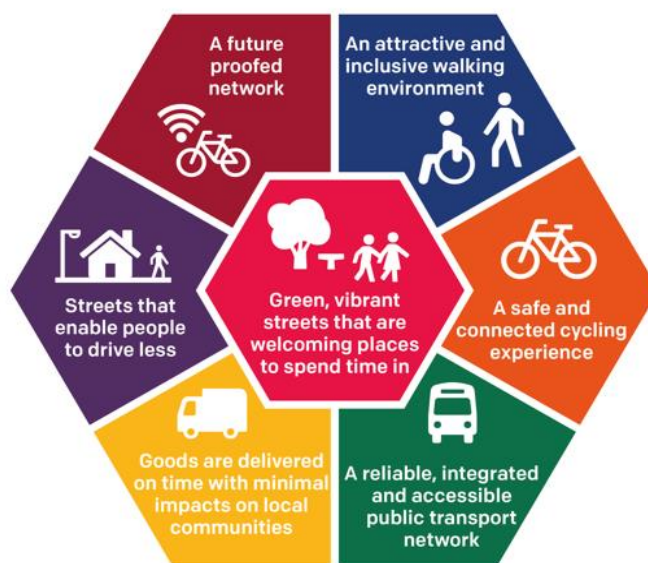 A future
proofed
network
An attractive and
inclusive walking
environment
Streets that
enable people
to drive less
Green, vibrant
streets that are
welcoming places
to spend time in
A safe and
connected cycling
experience
Goods are delivered
on time with minimal
impacts on local
communities
A reliable, integrated
and accessible
public transport
network